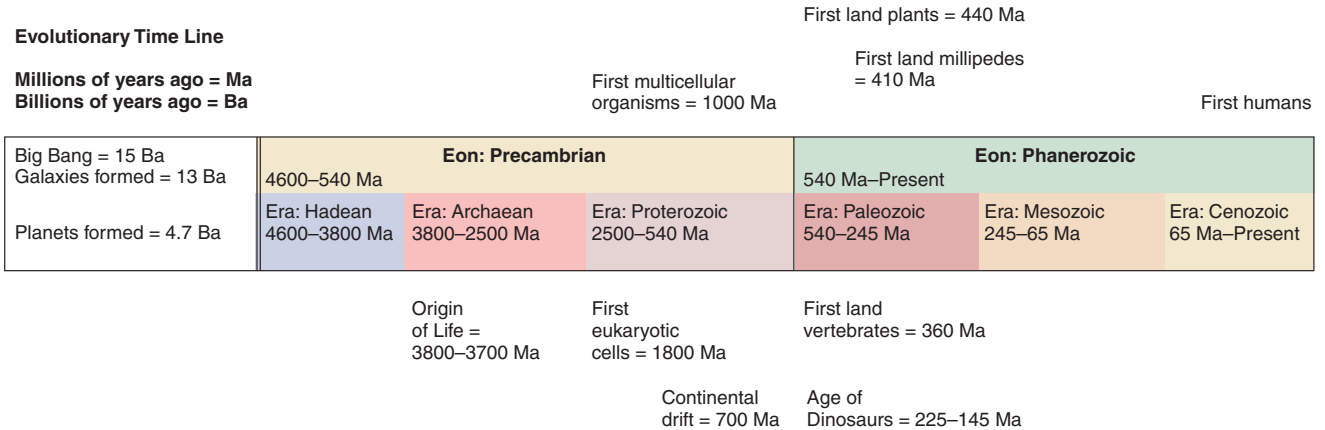 First land plants = 440 Ma
Evolutionary Time Line
First land millipedes
= 410 Ma
Millions of years ago = Ma
Billions of years ago = Ba
First multicellular
organisms = 1000 Ma
First humans
Big Bang = 15 Ba
Galaxies formed = 13 Ba
Planets formed = 4.7 Ba
Eon: Precambrian
4600–540 Ma
Eon: Phanerozoic
540 Ma–Present
Era: Hadean
4600–3800 Ma
Era: Archaean
3800–2500 Ma
Era: Proterozoic
2500–540 Ma
Era: Paleozoic
540–245 Ma
Era: Mesozoic
245–65 Ma
Era: Cenozoic
65 Ma–Present
Origin
of Life =
3800–3700 Ma
First
eukaryotic
cells = 1800 Ma
First land
vertebrates = 360 Ma
Continental
drift = 700 Ma
Age of
Dinosaurs = 225–145 Ma